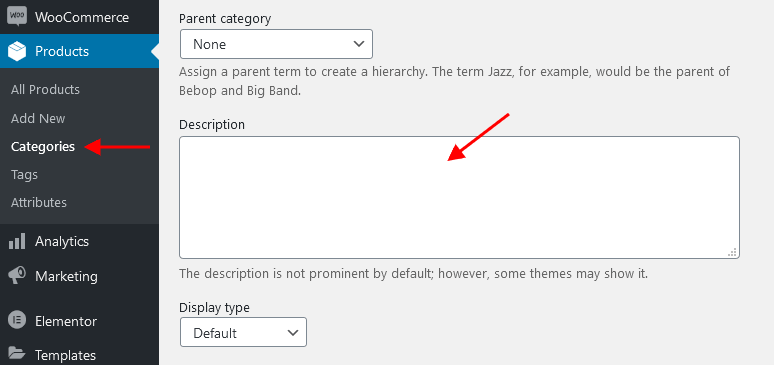 WOO
WooCommerce
Products
All Products
Add New
Categories
Tags
Attributes
Analytics
Marketing
Elementor
Templates
Parent category
None
Assign a parent term to create a hierarchy. The term Jazz, for example, would be the parent of
Bebop and Big Band.
Description
The description is not prominent by default; however, some themes may show it.
Display type
Default